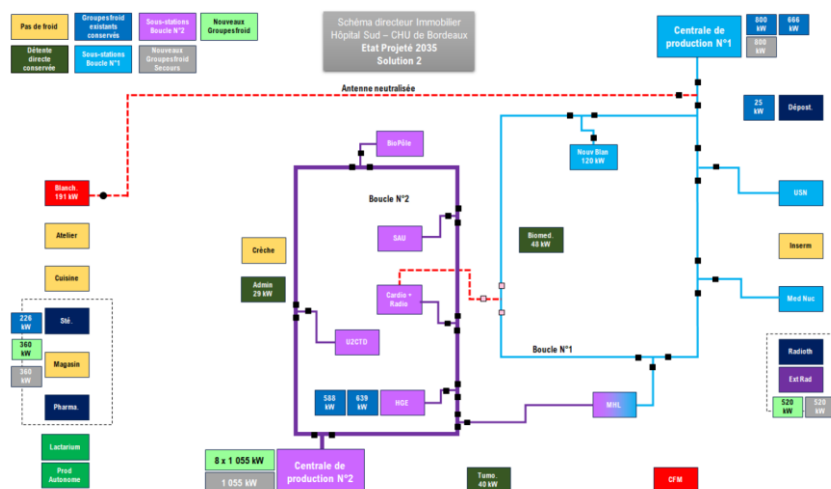 Pas de froid
Groupes froid
existants
conservés
Sous-stations
Boucle N°2
Nouveaux
Groupes froid
Détente
directe
conservée
Sous-stations
Boucle N°1
Nouveaux
Groupes froid
Secours
Schéma directeur Immobilier
Hôpital Sud – CHU de Bordeaux
Etat Projeté 2035
Solution 2
Centrale de
production N°1
800
kW
666
kW
800
kW
Antenne neutralisée
25
kW
Dépost.
BioPôle
Nouv Blan
120 kW
Blanch.
191 kW
Boucle N°2
USN
Atelier
SAU
Biomed.
48 kW
Crèche
Inserm
Cuisine
Admin
29 kW
Cardio +
Radio
Med Nuc
226
kW
Sté.
360
kW
Magasin
360
kW
Pharma.
U2CTD
Boucle N°1
Radioth
Ext Rad
520
kW
520
kW
588
kW
639
kW
HGE
MHL
Lactarium
Prod
Autonome
8 x 1 055 kW
1 055 kW
Centrale de
production N°2
Tumo.
40 kW
CFM